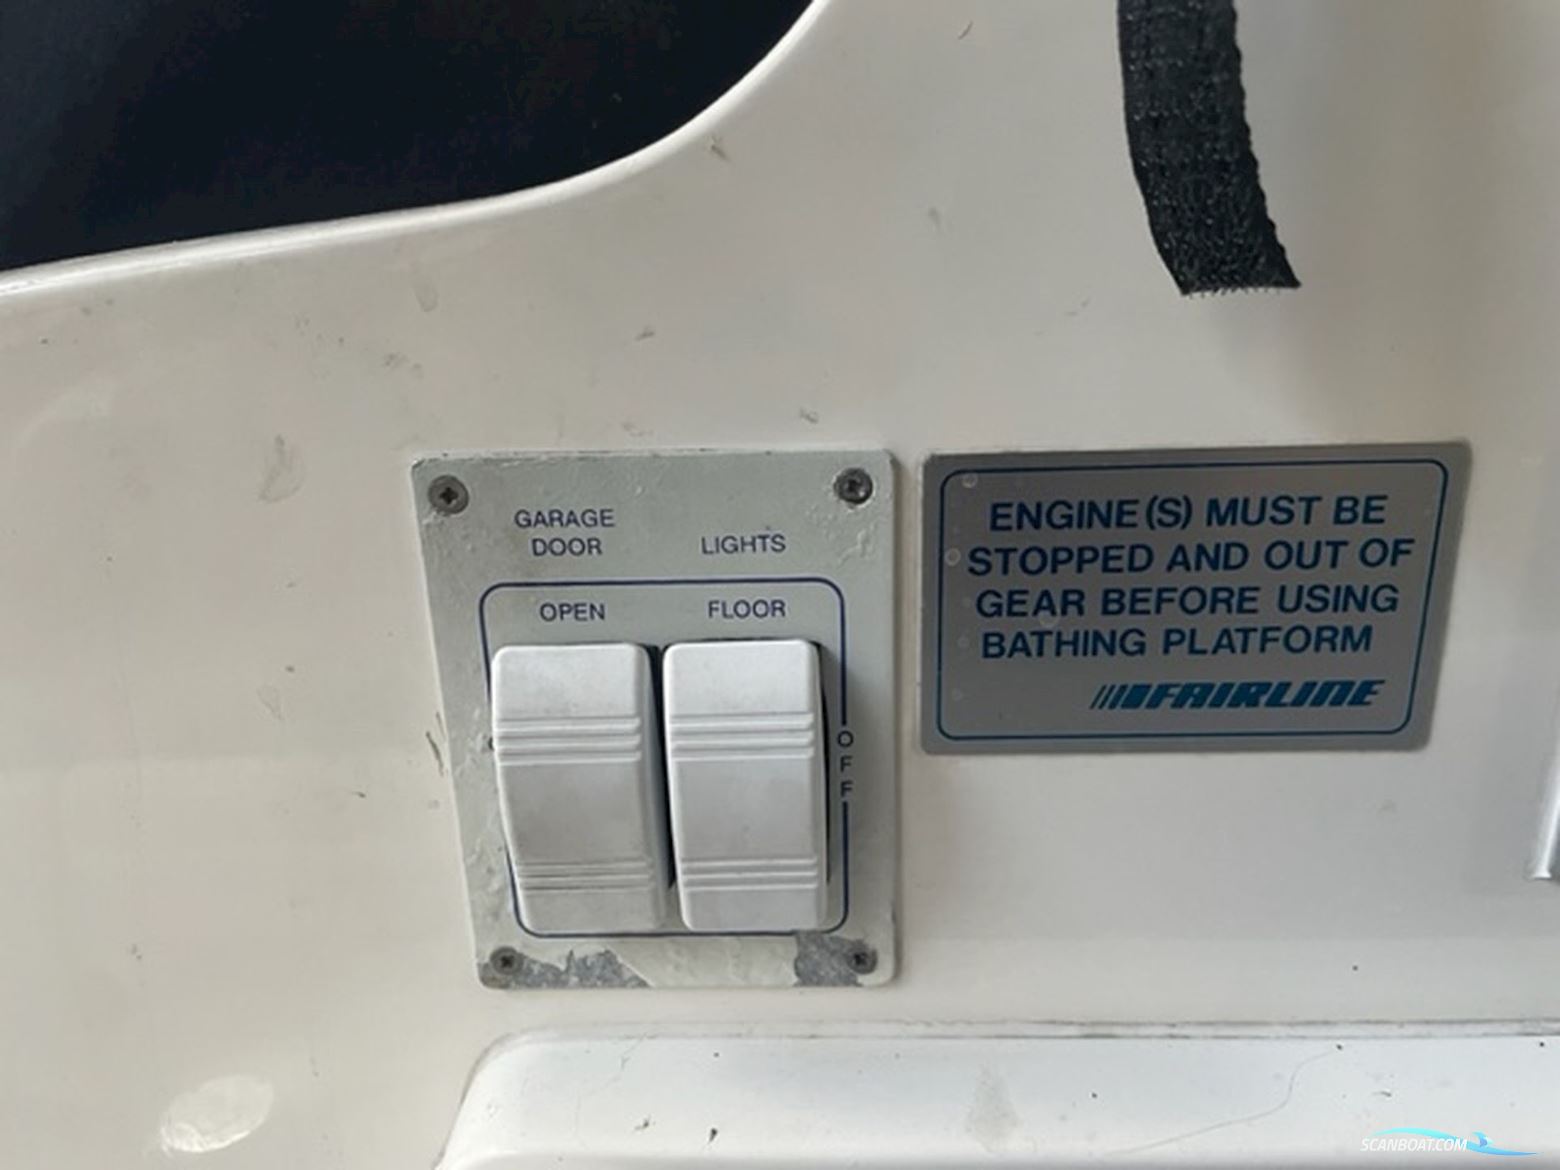 GARAGE
DOOR
LIGHTS
OPEN
FLOOR
OFF
ENGINE(S) MUST BE
STOPPED AND OUT OF
GEAR BEFORE USING
BATHING PLATFORM
FAIRLINE
SCANBOAT.COM